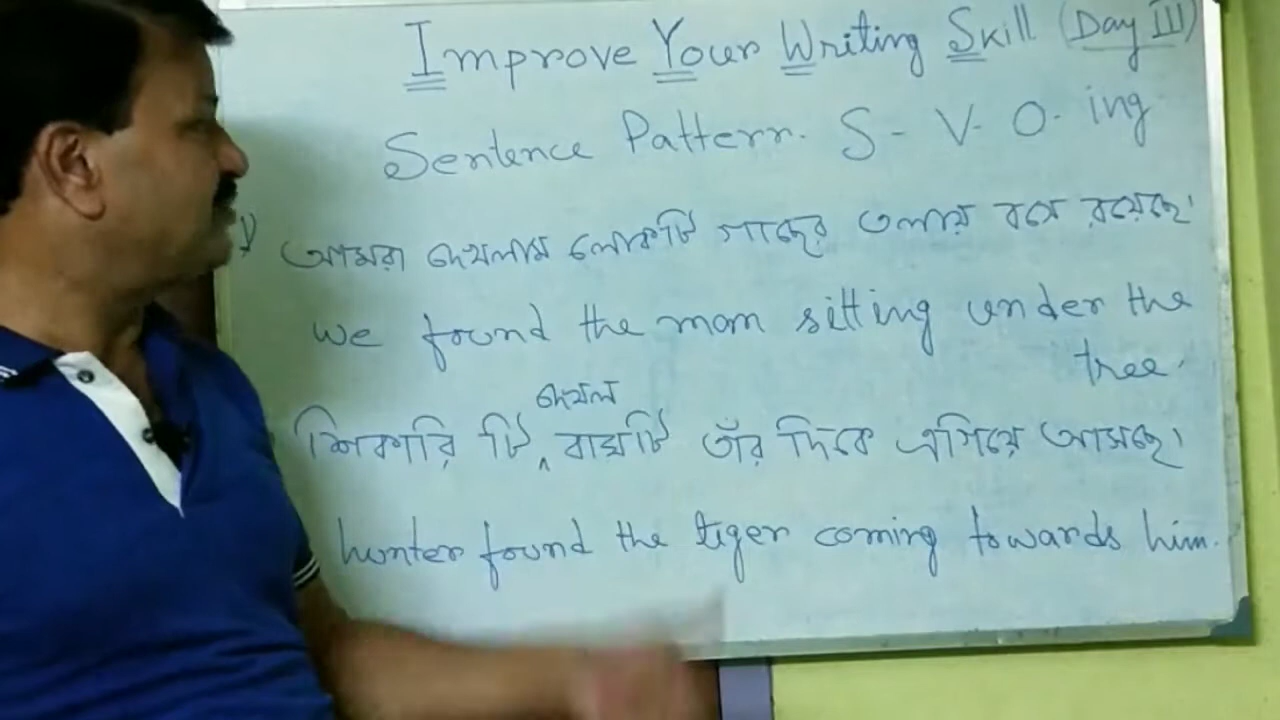 Improve Your Writing Skill (Day III)
Sentence Pattern. S - V - O - ing
1) আমরা দেখলাম লোকটি গাছের তলায় বসে রয়েছে।
we found the man sitting under the
tree.
দেখল
শিকারি টি ^ বাঘটি তাঁর দিকে এগিয়ে আসছে।
hunter found the tiger coming towards him.